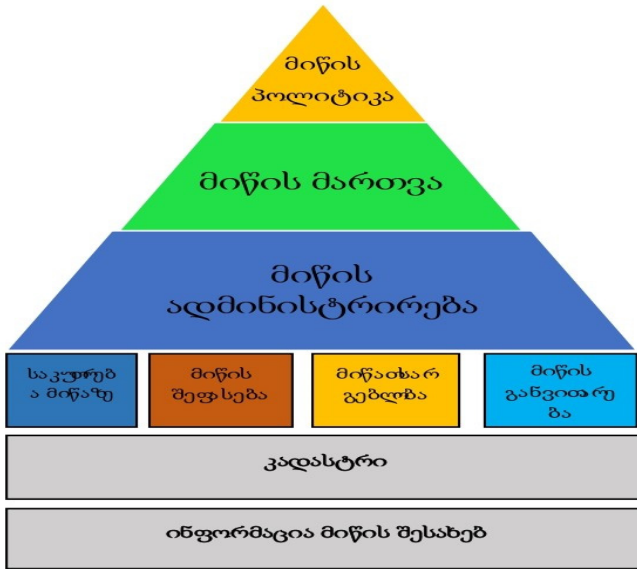 მიწის
პოლიტიკა
მიწის მართვა
მიწის
ადმინისტრირება
საკუთრებ
ა მიწაზე
მიწის
შეფასება
მიწათსარ
გებლობა
მიწის
განვითარე
ბა
კადასტრი
ინფორმაცია მიწის შესახებ